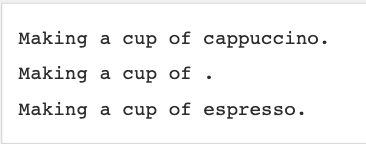 Making a cup of cappuccino.
Making a cup of .
Making a cup of espresso.